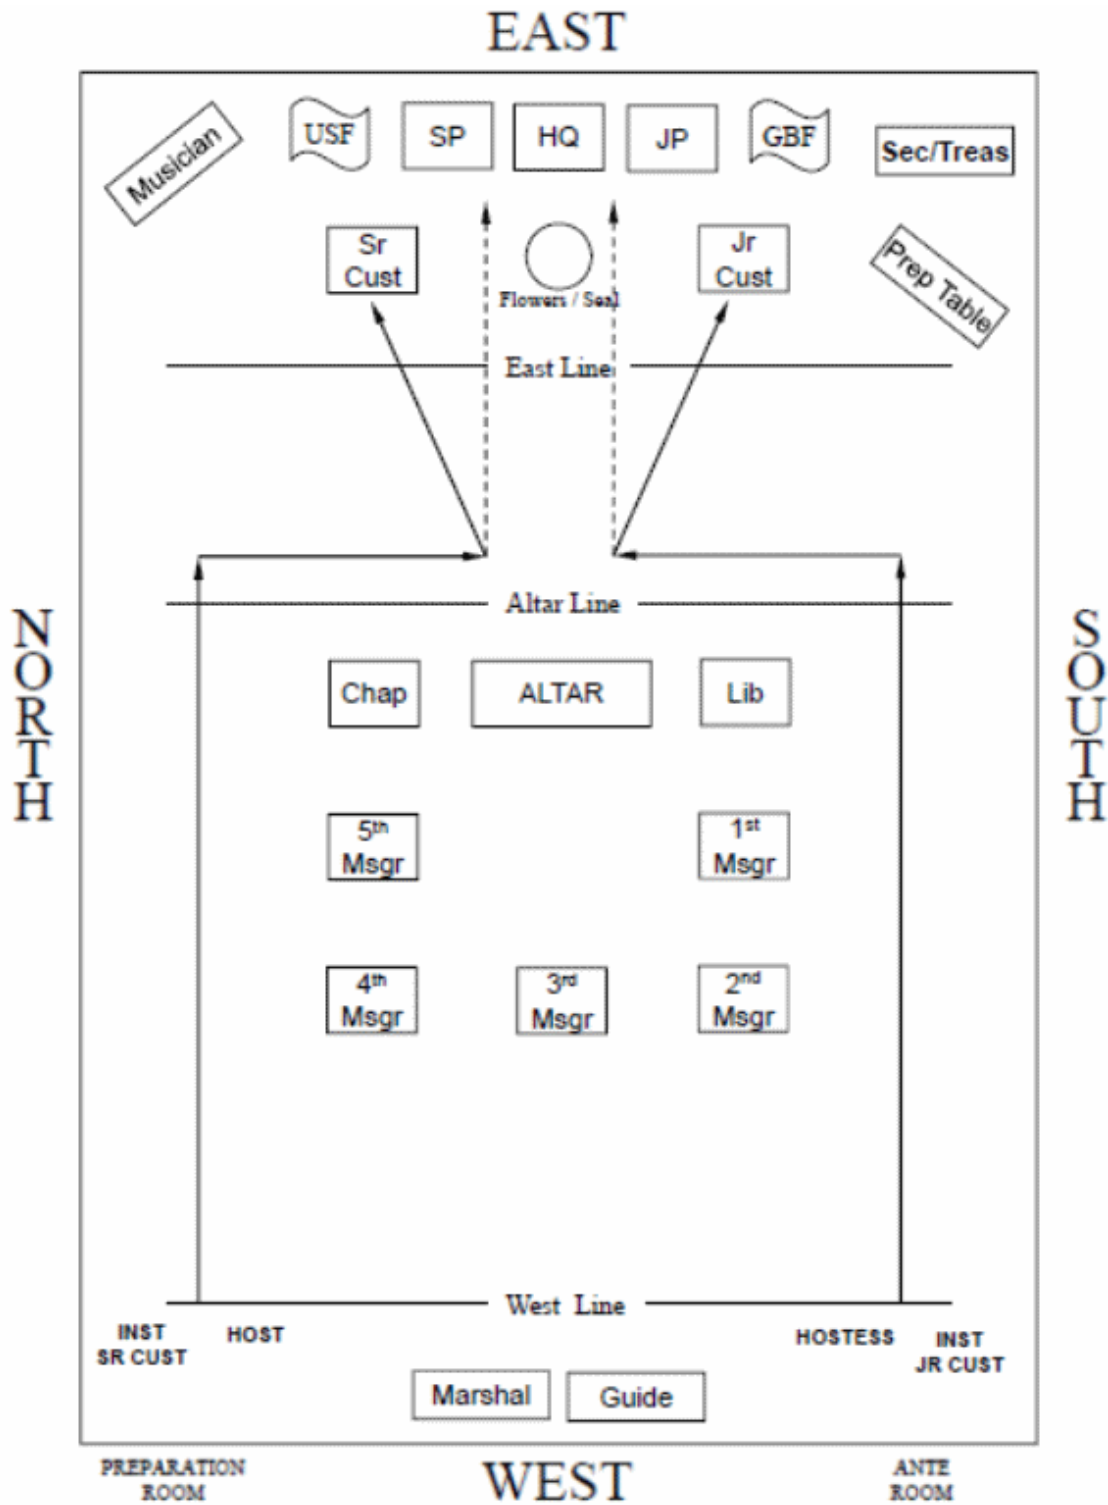 EAST
Musician
USF
SP
HQ
JP
GBF
Sec/Treas
Sr
Cust
Flowers / Seal
Jr
Cust
Prep Table
East Line
Altar Line
NORTH
SOUTH
Chap
ALTAR
Lib
5th
Msgr
1st
Msgr
4th
Msgr
3rd
Msgr
2nd
Msgr
West Line
INST
SR CUST
HOST
HOSTESS
INST
JR CUST
Marshal
Guide
PREPARATION
ROOM
WEST
ANTE
ROOM